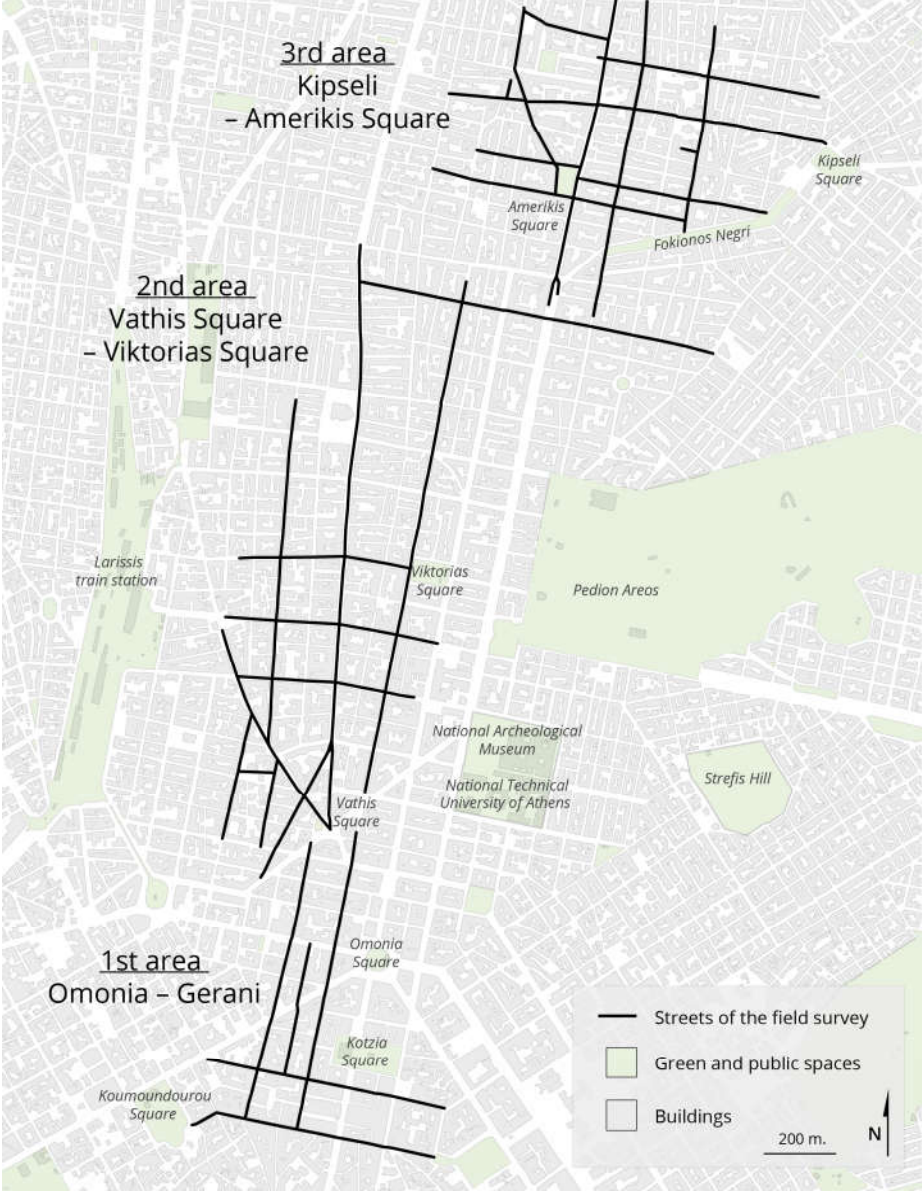 3rd area
Kipseli
– Amerikis Square
Kipseli
Square
Amerikis
Square
Fokionos Negri
2nd area
Vathis Square
– Viktorias Square
Larissis
train station
Viktorias
Square
Pedion Areos
National Archeological
Museum
National Technical
University of Athens
Strefis Hill
Vathis
Square
1st area
Omonia – Gerani
Omonia
Square
Kotzia
Square
Koumoundourou
Square
Streets of the field survey
Green and public spaces
Buildings
200 m.
N